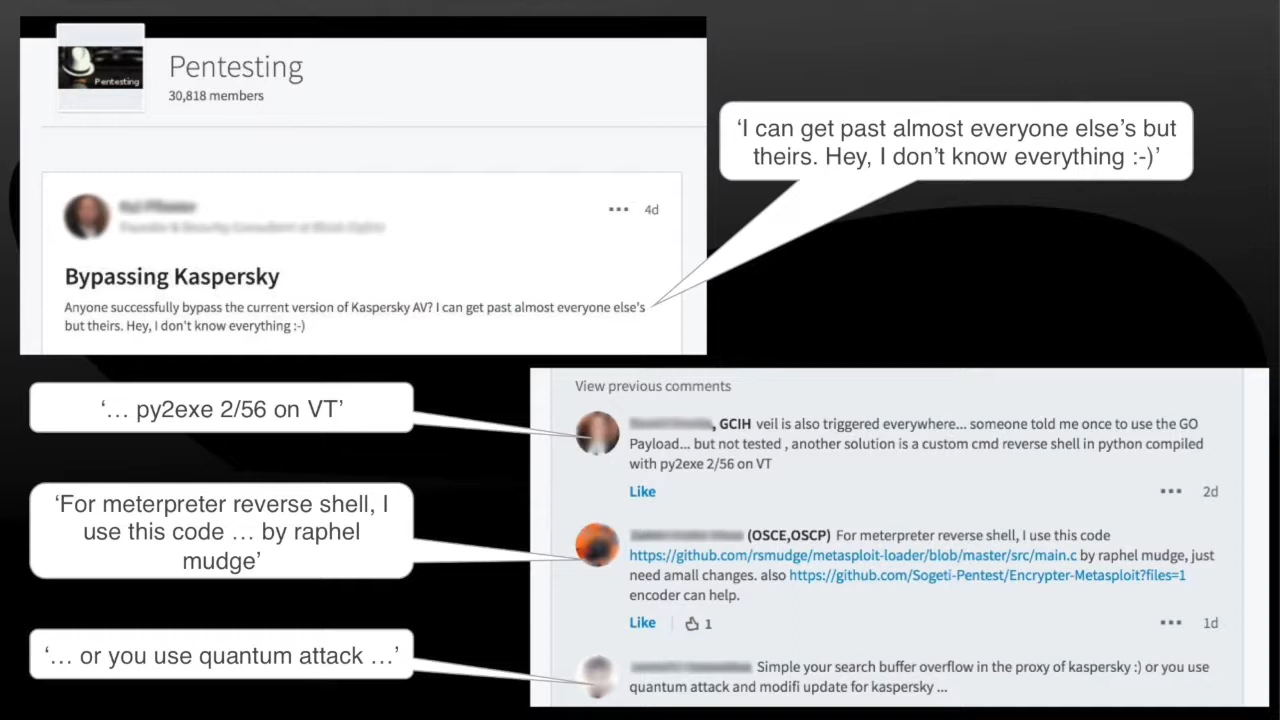 Pentesting
Pentesting
30,818 members
‘I can get past almost everyone else’s but
theirs. Hey, I don’t know everything :-)’
4d
Bypassing Kaspersky
Anyone successfully bypass the current version of Kaspersky AV? I can get past almost everyone else's
but theirs. Hey, I don't know everything :-)
‘… py2exe 2/56 on VT’
‘For meterpreter reverse shell, I
use this code … by raphel
mudge’
‘… or you use quantum attack …’
View previous comments
, GCIH veil is also triggered everywhere... someone told me once to use the GO
Payload... but not tested , another solution is a custom cmd reverse shell in python compiled
with py2exe 2/56 on VT
Like
2d
(OSCE,OSCP) For meterpreter reverse shell, I use this code
https://github.com/rsmudge/metasploit-loader/blob/master/src/main.c by raphel mudge, just
need amall changes. also https://github.com/Sogeti-Pentest/Encrypter-Metasploit?files=1
encoder can help.
Like 1
1d
Simple your search buffer overflow in the proxy of kaspersky :) or you use
quantum attack and modifi update for kaspersky ...